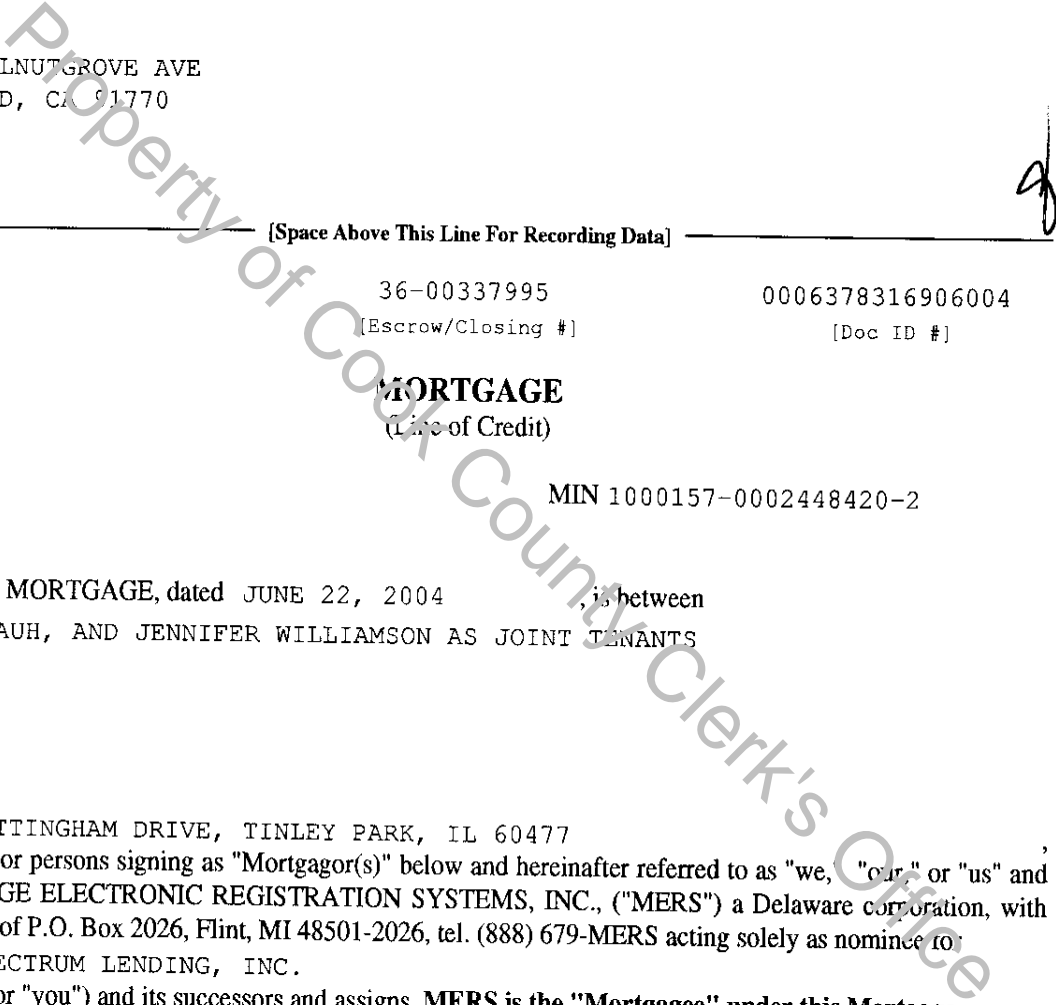 LNUTGROVE AVE
D, CA 91770
[Space Above This Line For Recording Data]
36-00337995 0006378316906004
[Escrow/Closing #] [Doc ID #]
MORTGAGE
(Line of Credit)
MIN 1000157-0002448420-2
MORTGAGE, dated JUNE 22, 2004 , is between
AUH, AND JENNIFER WILLIAMSON AS JOINT TENANTS
TTINGHAM DRIVE, TINLEY PARK, IL 60477 ,
or persons signing as "Mortgagor(s)" below and hereinafter referred to as "we," "our," or "us" and
GE ELECTRONIC REGISTRATION SYSTEMS, INC., ("MERS") a Delaware corporation, with
of P.O. Box 2026, Flint, MI 48501-2026, tel. (888) 679-MERS acting solely as nominee for
ECTRUM LENDING, INC.
or "you") and its successors and assigns. MERS is the "Mortgagee" under this Mortgage
Property of Cook County Clerk's Office